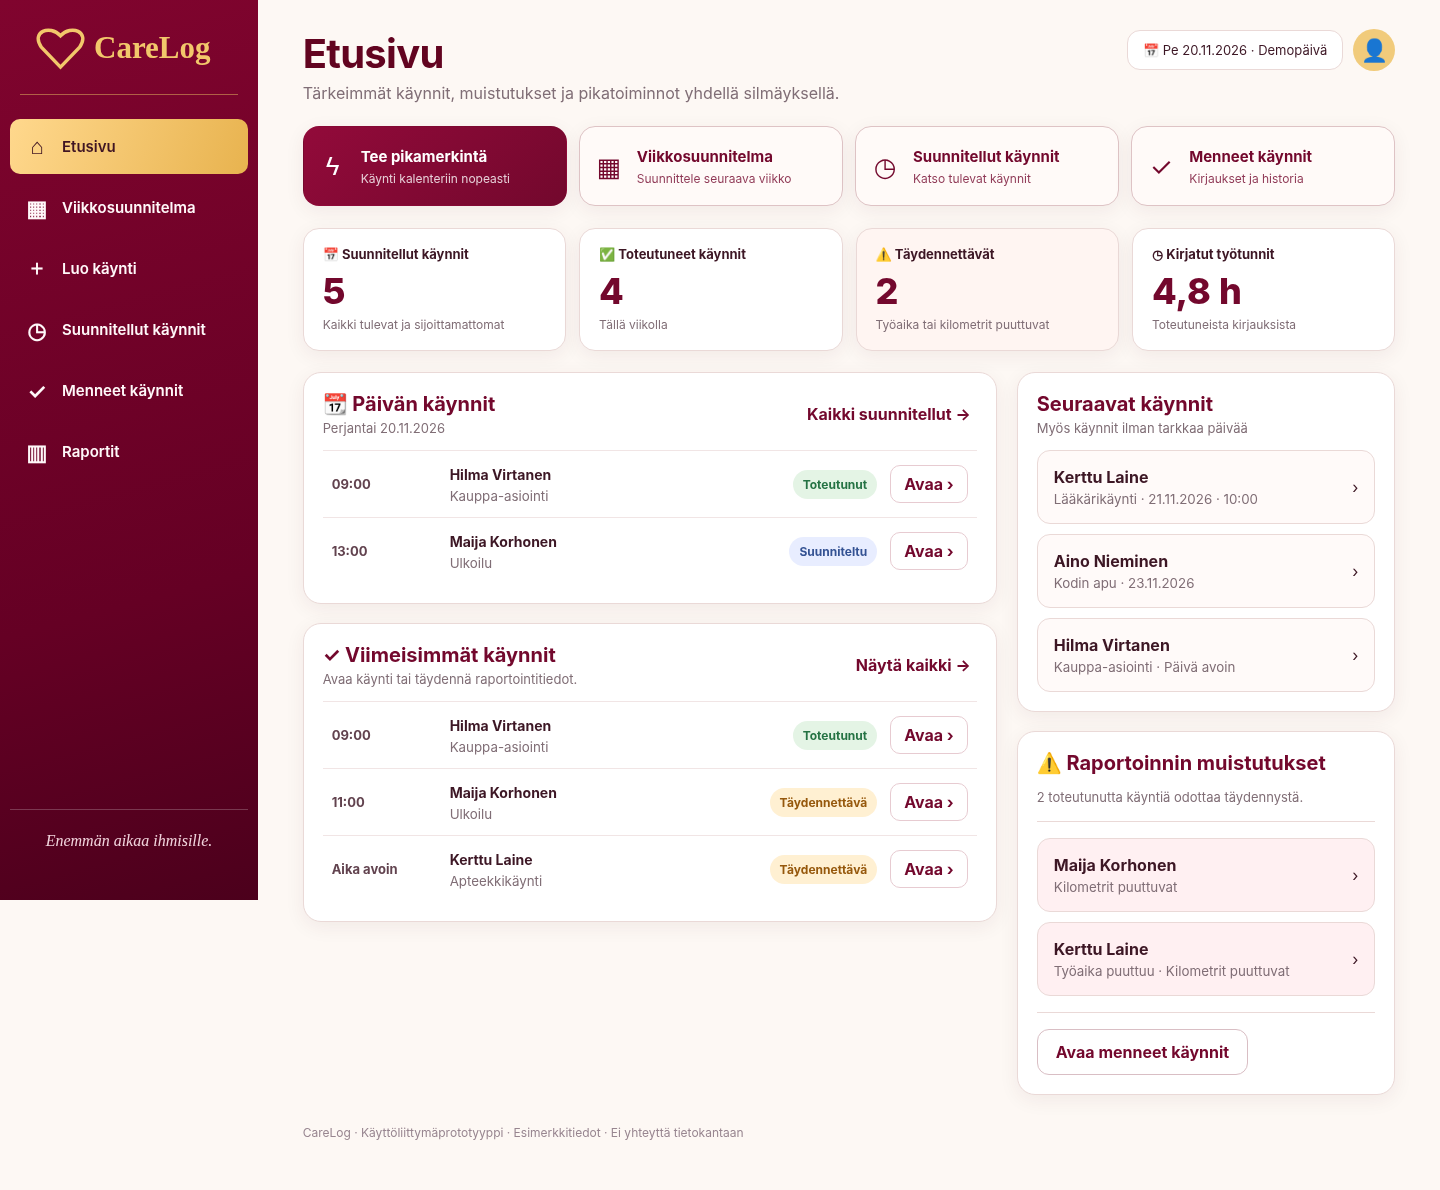 CareLog
Etusivu
Viikkosuunnitelma
Luo käynti
Suunnitellut käynnit
Menneet käynnit
Raportit
Enemmän aikaa ihmisille.
Etusivu
Tärkeimmät käynnit, muistutukset ja pikatoiminnot yhdellä silmäyksellä.
Pe 20.11.2026 · Demopäivä
Tee pikamerkintä
Käynti kalenteriin nopeasti
Viikkosuunnitelma
Suunnittele seuraava viikko
Suunnitellut käynnit
Katso tulevat käynnit
Menneet käynnit
Kirjaukset ja historia
Suunnitellut käynnit
5
Kaikki tulevat ja sijoittamattomat
Toteutuneet käynnit
4
Tällä viikolla
Täydennettävät
2
Työaika tai kilometrit puuttuvat
Kirjatut työtunnit
4,8 h
Toteutuneista kirjauksista
Päivän käynnit
Perjantai 20.11.2026
Kaikki suunnitellut →
09:00
Hilma Virtanen
Kauppa-asiointi
Toteutunut
Avaa ›
13:00
Maija Korhonen
Ulkoilu
Suunniteltu
Avaa ›
✓ Viimeisimmät käynnit
Avaa käynti tai täydennä raportointitiedot.
Näytä kaikki →
09:00
Hilma Virtanen
Kauppa-asiointi
Toteutunut
Avaa ›
11:00
Maija Korhonen
Ulkoilu
Täydennettävä
Avaa ›
Aika avoin
Kerttu Laine
Apteekkikäynti
Täydennettävä
Avaa ›
Seuraavat käynnit
Myös käynnit ilman tarkkaa päivää
Kerttu Laine
Lääkärikäynti · 21.11.2026 · 10:00
›
Aino Nieminen
Kodin apu · 23.11.2026
›
Hilma Virtanen
Kauppa-asiointi · Päivä avoin
›
Raportoinnin muistutukset
2 toteutunutta käyntiä odottaa täydennystä.
Maija Korhonen
Kilometrit puuttuvat
›
Kerttu Laine
Työaika puuttuu · Kilometrit puuttuvat
›
Avaa menneet käynnit
CareLog · Käyttöliittymäprototyyppi · Esimerkkitiedot · Ei yhteyttä tietokantaan